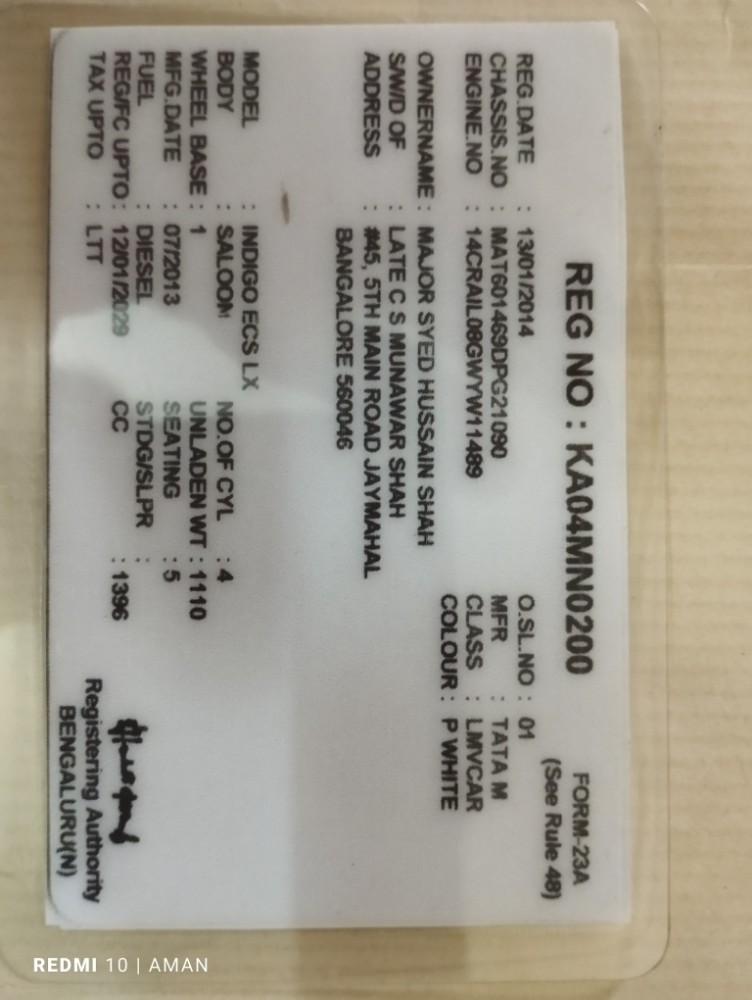 FORM-23A
REG NO : KA04MN0200 (See Rule 48)
REG.DATE : 13/01/2014 O.SL.NO : 01
CHASSIS.NO : MAT601469DPG21090 MFR : TATA M
ENGINE.NO : 14CRAIL08GWYW11489 CLASS : LMVCAR
COLOUR : P WHITE
OWNERNAME : MAJOR SYED HUSSAIN SHAH
S/W/D OF : LATE C S MUNAWAR SHAH
ADDRESS : #45, 5TH MAIN ROAD JAYMAHAL
BANGALORE 560046
MODEL : INDIGO ECS LX
BODY : SALOOM NO.OF CYL : 4
WHEEL BASE : 1 UNLADEN WT : 1110
MFG.DATE : 07/2013 SEATING : 5
FUEL : DIESEL STDG/SLPR :
REG/FC UPTO : 12/01/2029 CC : 1396
TAX UPTO : LTT
Registering Authority
BENGALURU(N)
REDMI 10 | AMAN